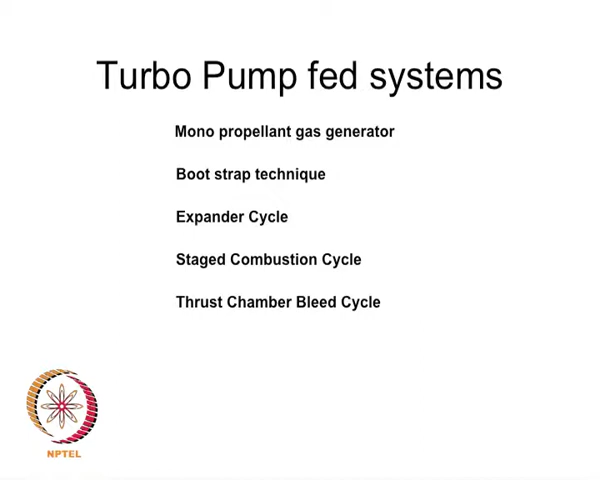 Turbo Pump fed systems
Mono propellant gas generator
Boot strap technique
Expander Cycle
Staged Combustion Cycle
Thrust Chamber Bleed Cycle
NPTEL